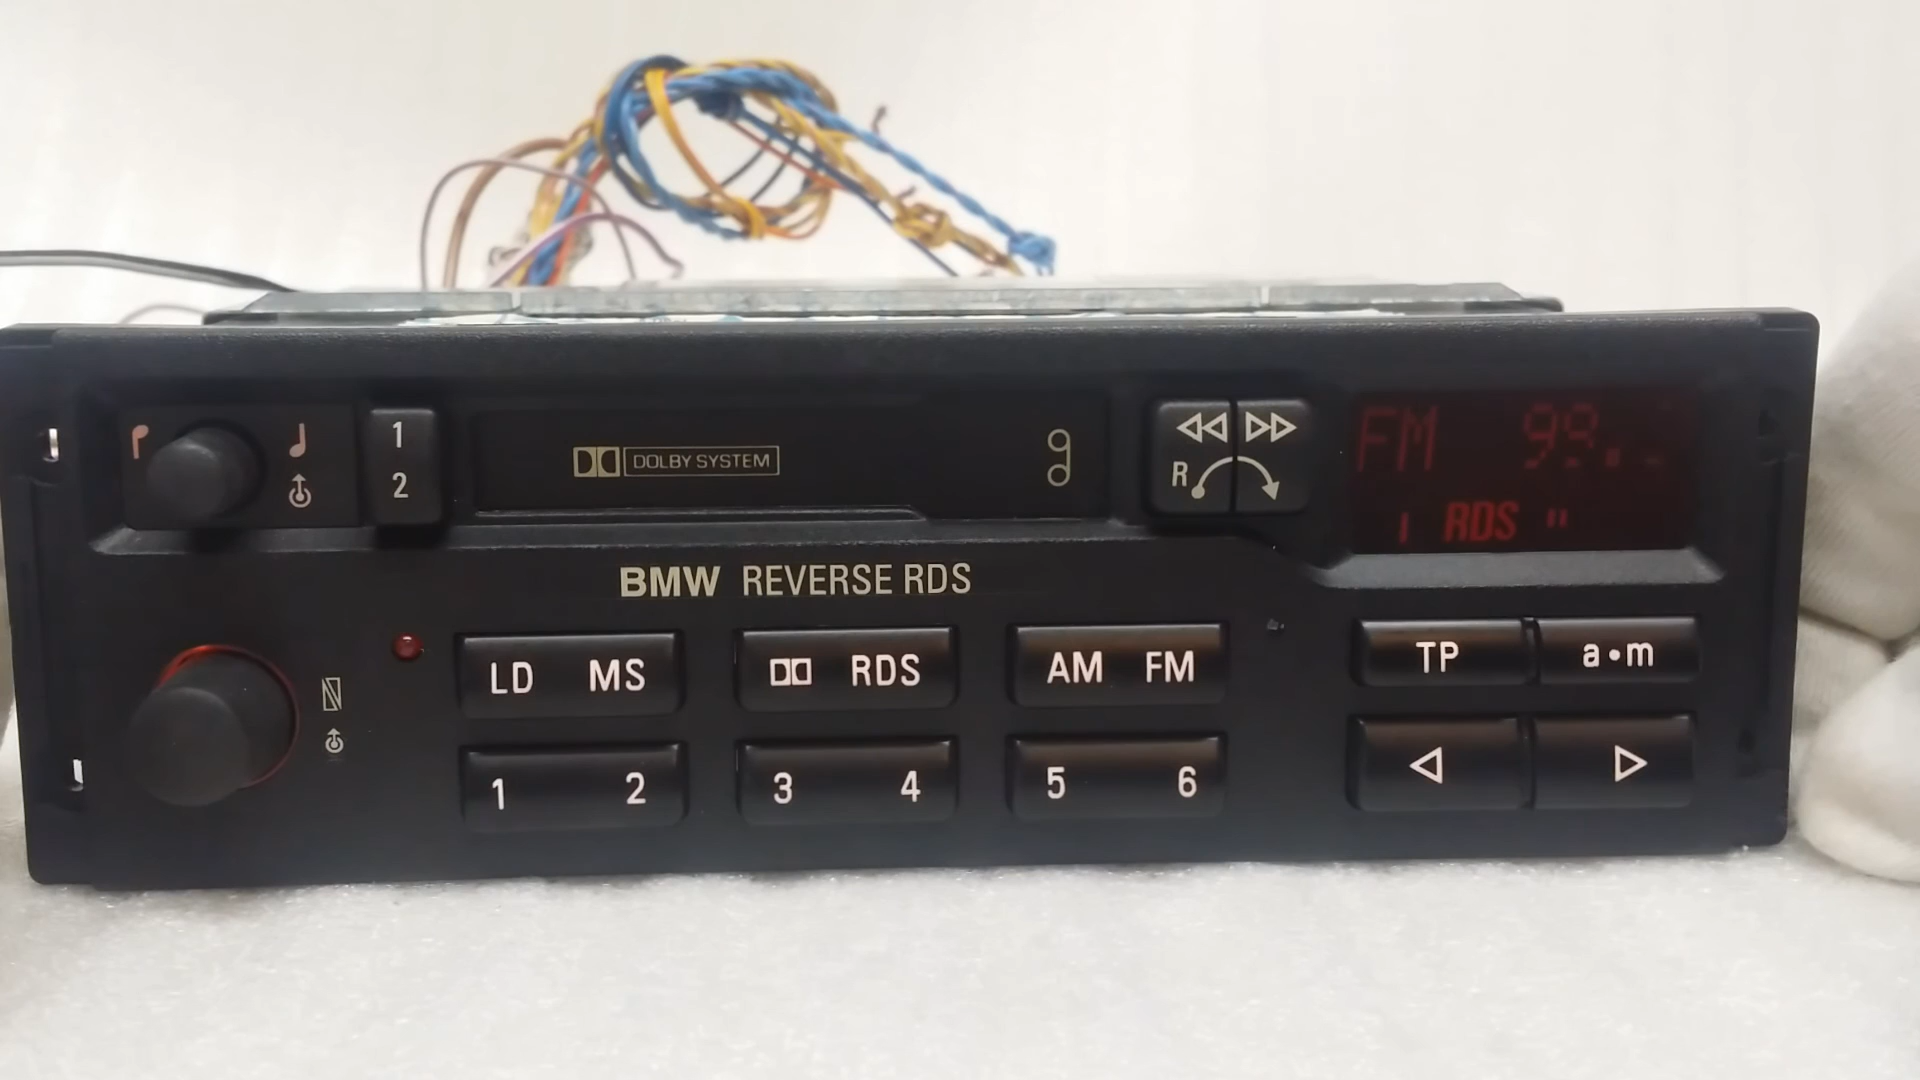 1
2
DOLBY SYSTEM
R
FM 99.
RDS
BMW REVERSE RDS
LD MS
RDS
AM FM
TP
a•m
1 2
3 4
5 6